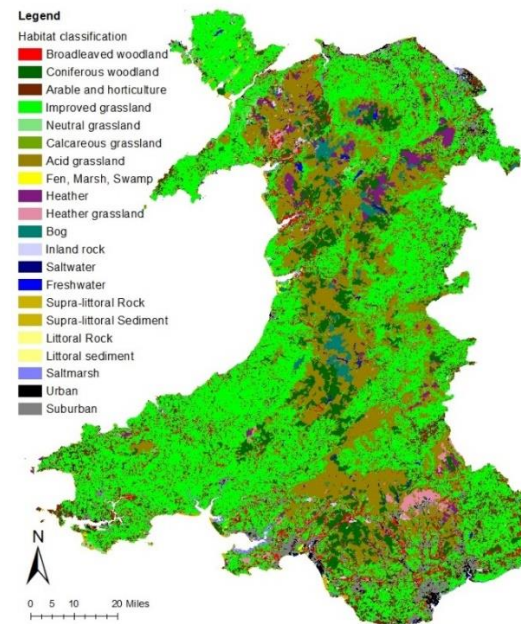 Legend
Habitat classification
Broadleaved woodland
Coniferous woodland
Arable and horticulture
Improved grassland
Neutral grassland
Calcareous grassland
Acid grassland
Fen, Marsh, Swamp
Heather
Heather grassland
Bog
Inland rock
Saltwater
Freshwater
Supra-littoral Rock
Supra-littoral Sediment
Littoral Rock
Littoral sediment
Saltmarsh
Urban
Suburban
N
0 5 10 20 Miles